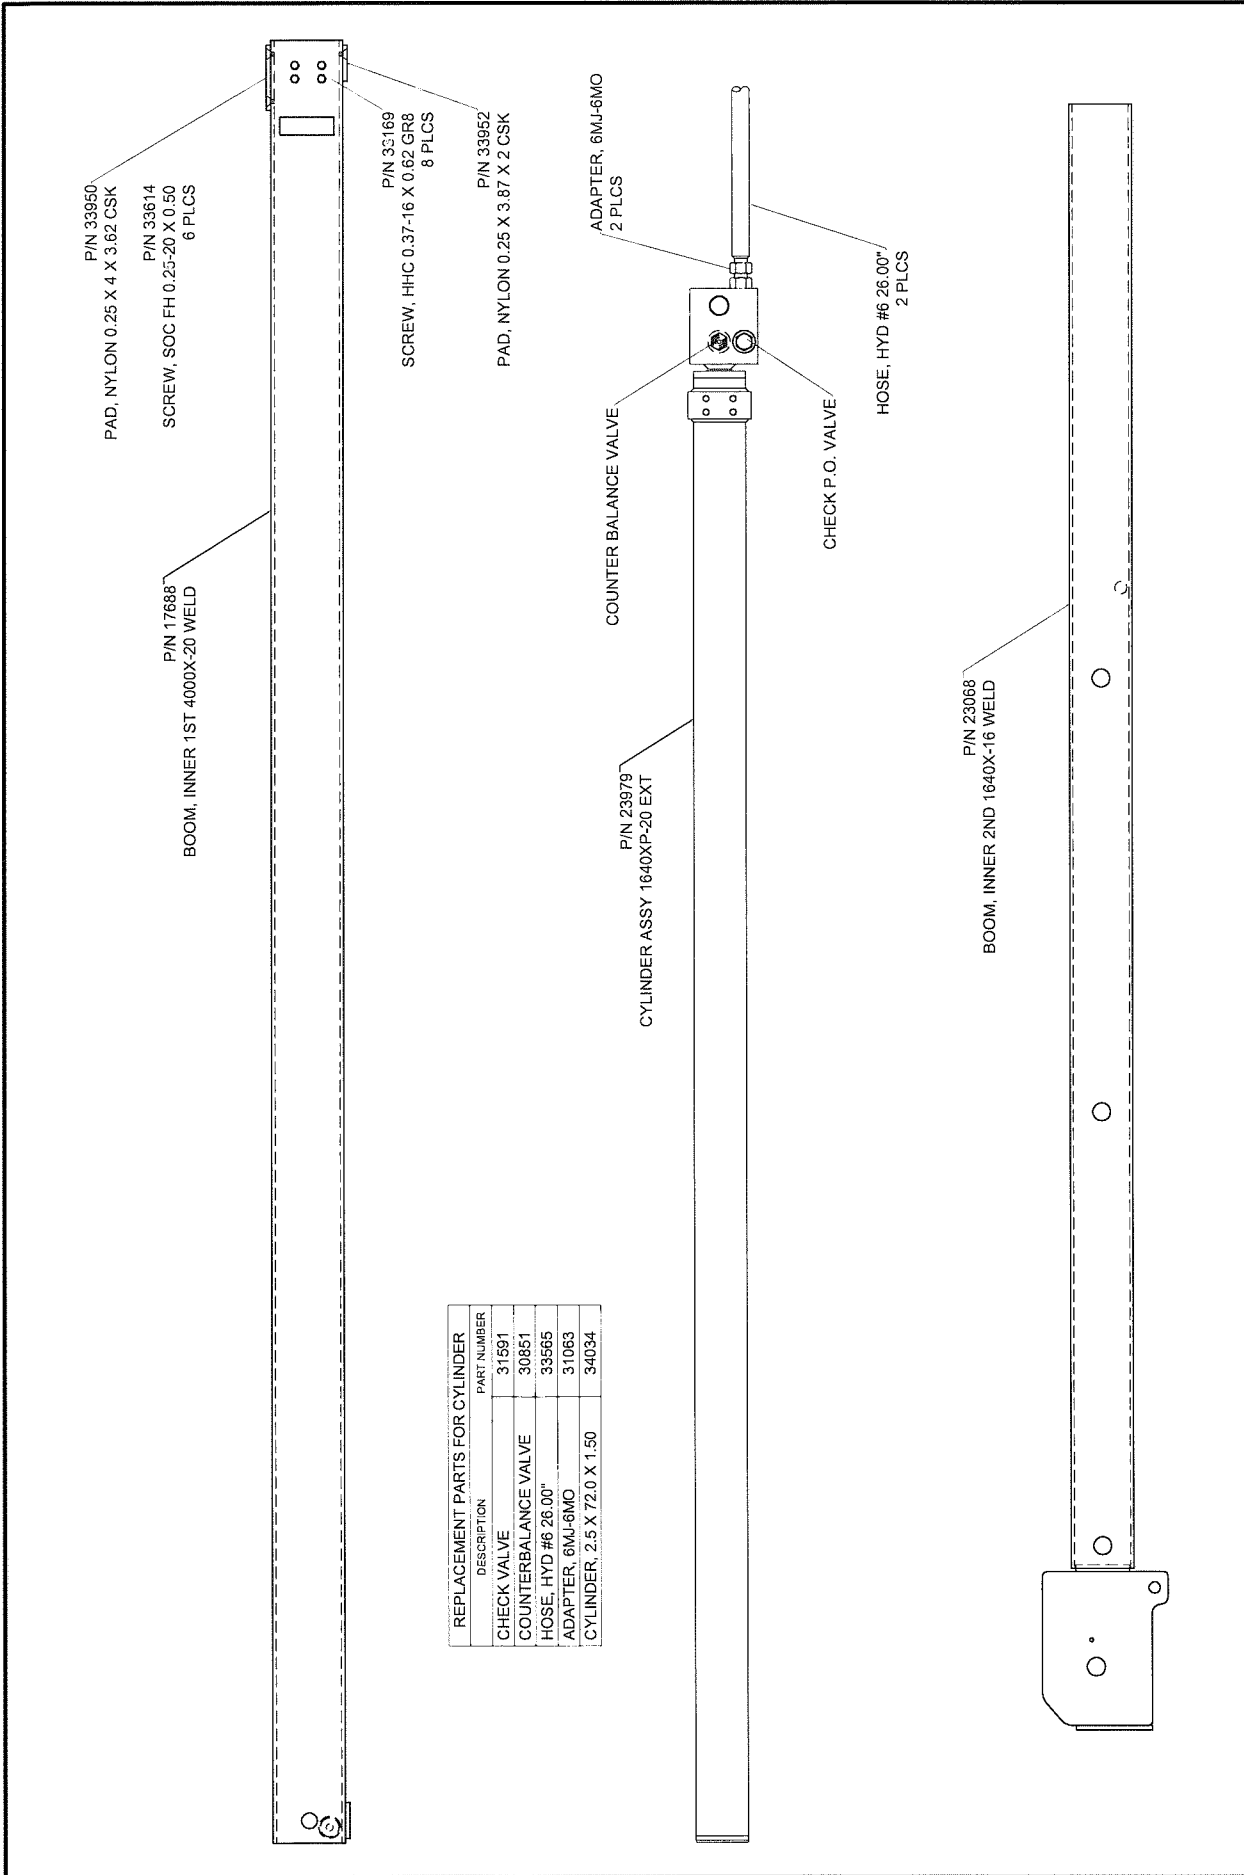 P/N 33950
PAD, NYLON 0.25 X 4 X 3.62 CSK
P/N 33614
SCREW, SOC FH 0.25-20 X 0.50
6 PLCS
P/N 17688
BOOM, INNER 1ST 4000X-20 WELD
P/N 33169
SCREW, HHC 0.37-16 X 0.62 GR8
8 PLCS
P/N 33952
PAD, NYLON 0.25 X 3.87 X 2 CSK
REPLACEMENT PARTS FOR CYLINDER
DESCRIPTION PART NUMBER
CHECK VALVE 31591
COUNTERBALANCE VALVE 30851
HOSE, HYD #6 26.00" 33565
ADAPTER, 6MJ-6MO 31063
CYLINDER, 2.5 X 72.0 X 1.50 34034
ADAPTER, 6MJ-6MO
2 PLCS
COUNTER BALANCE VALVE
P/N 23979
CYLINDER ASSY 1640XP-20 EXT
CHECK P.O. VALVE
HOSE, HYD #6 26.00"
2 PLCS
P/N 23068
BOOM, INNER 2ND 1640X-16 WELD